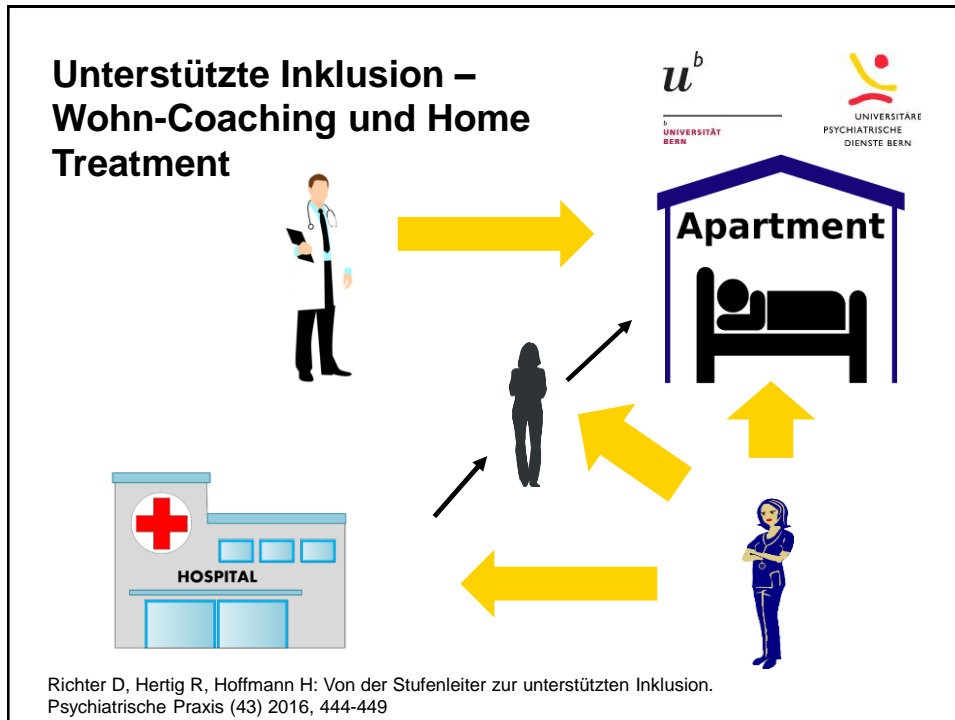 Unterstützte Inklusion –
Wohn-Coaching und Home
Treatment
u^b
b
UNIVERSITÄT
BERN
UNIVERSITÄRE
PSYCHIATRISCHE
DIENSTE BERN
Apartment
HOSPITAL
Richter D, Hertig R, Hoffmann H: Von der Stufenleiter zur unterstützten Inklusion.
Psychiatrische Praxis (43) 2016, 444-449